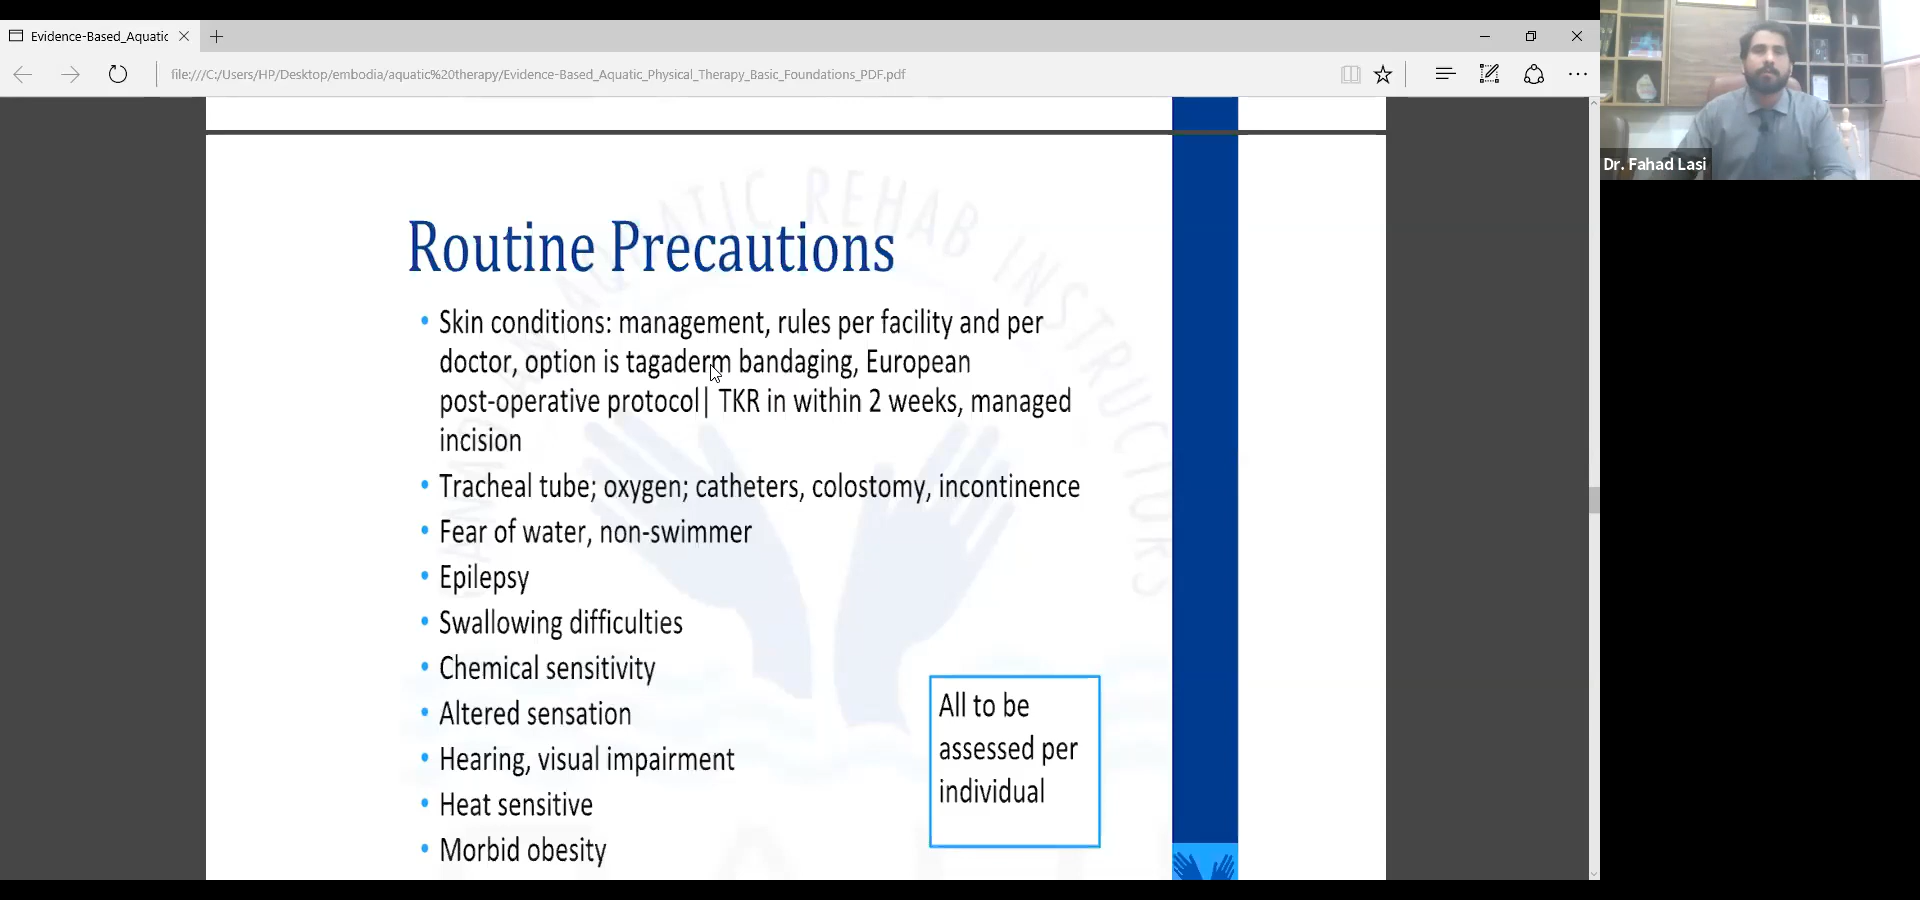 Evidence-Based_Aquatic
file:///C:/Users/HP/Desktop/embodia/aquatic%20therapy/Evidence-Based_Aquatic_Physical_Therapy_Basic_Foundations_PDF.pdf
Dr. Fahad Lasi
AQUATIC REHAB INSTRUCTORS
Routine Precautions
• Skin conditions: management, rules per facility and per
doctor, option is tagaderm bandaging, European
post-operative protocol| TKR in within 2 weeks, managed
incision
• Tracheal tube; oxygen; catheters, colostomy, incontinence
• Fear of water, non-swimmer
• Epilepsy
• Swallowing difficulties
• Chemical sensitivity
• Altered sensation
• Hearing, visual impairment
• Heat sensitive
• Morbid obesity
All to be
assessed per
individual